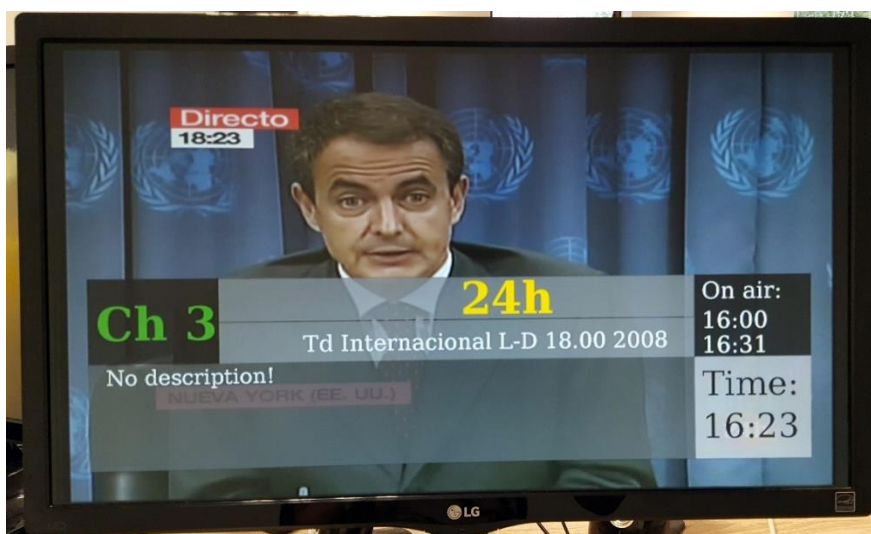 Directo
18:23
Ch 3
24h
Td Internacional L-D 18.00 2008
On air:
16:00
16:31
No description!
NUEVA YORK (EE. UU.)
Time:
16:23
LG